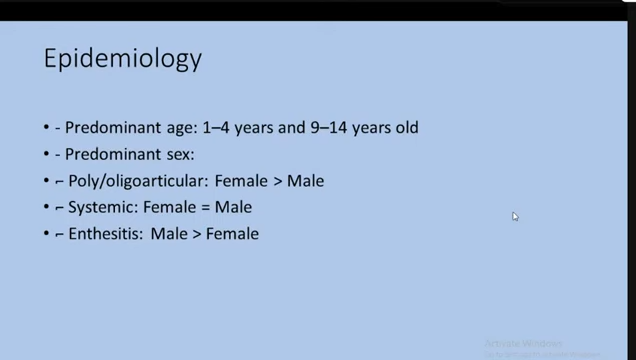 Epidemiology
• - Predominant age: 1–4 years and 9–14 years old
• - Predominant sex:
• ⌐ Poly/oligoarticular: Female > Male
• ⌐ Systemic: Female = Male
• ⌐ Enthesitis: Male > Female
Activate Windows